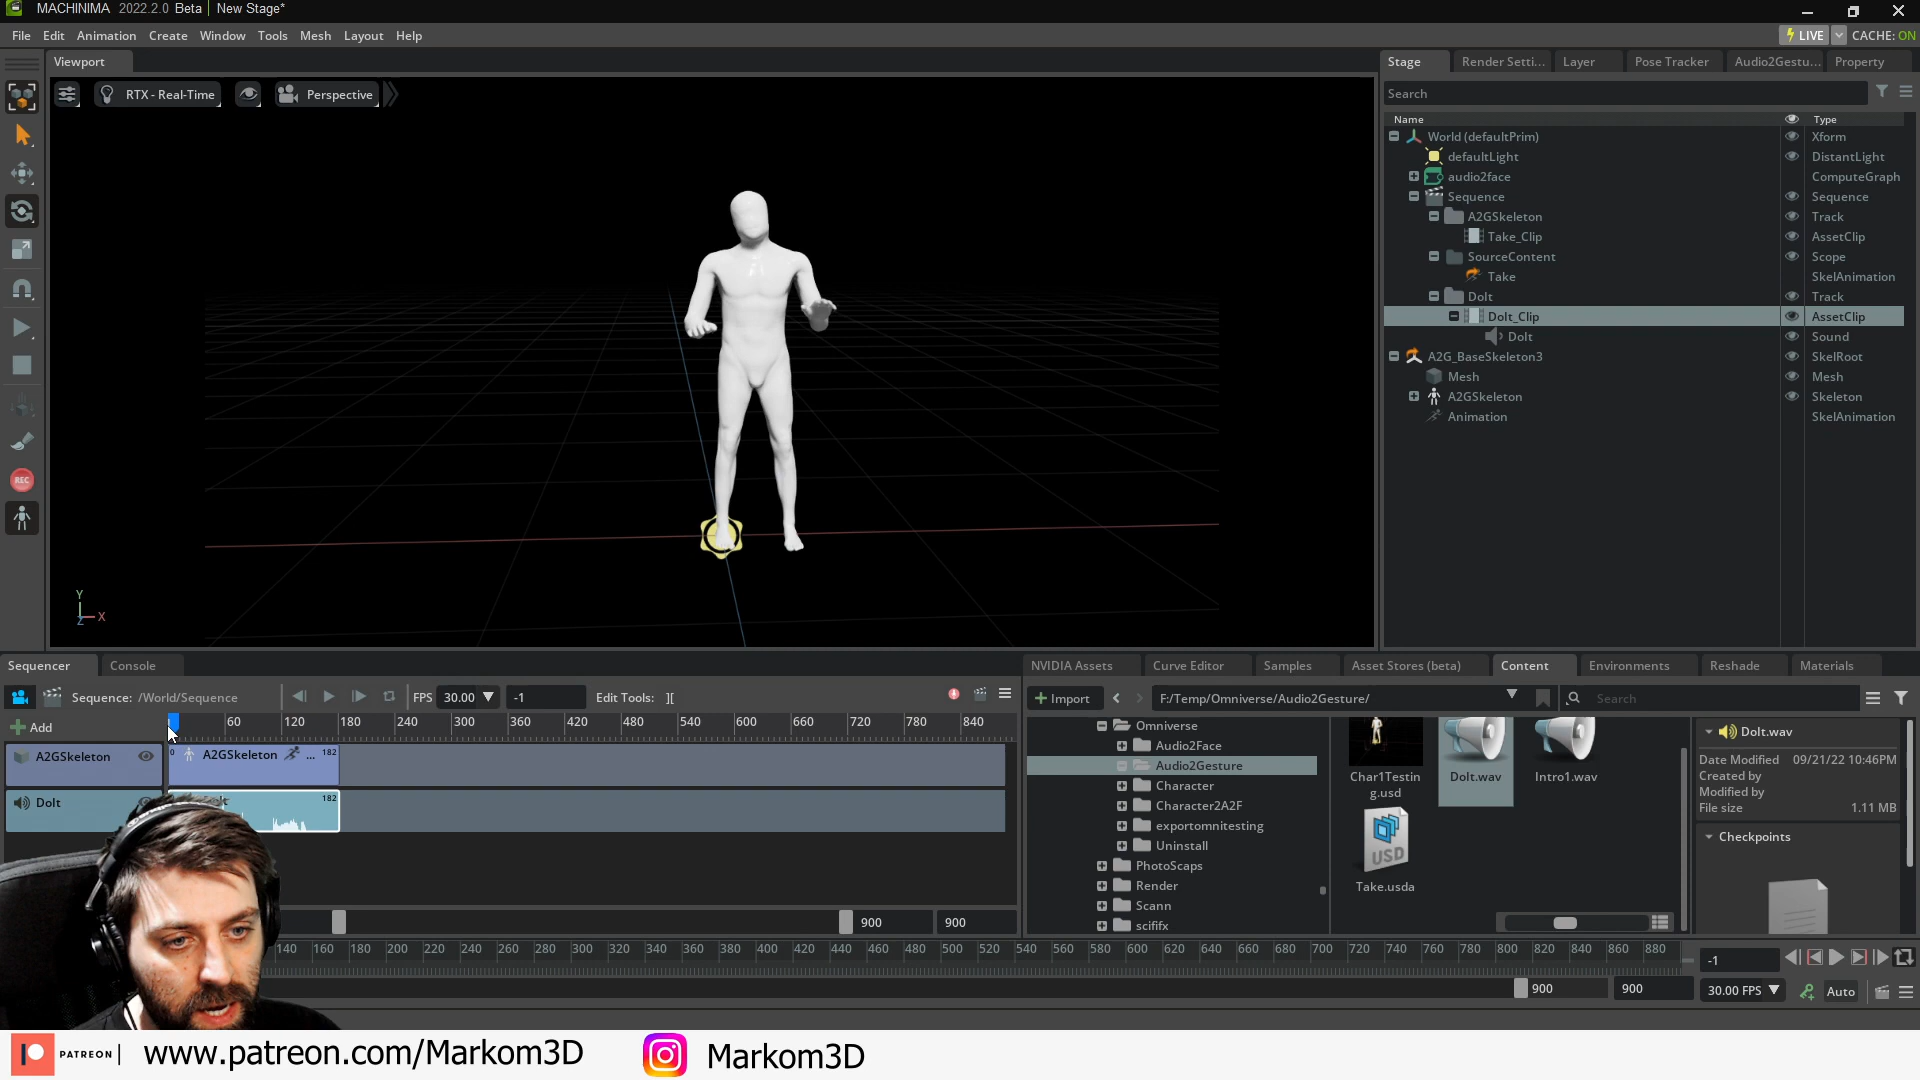 MACHINIMA 2022.2.0 Beta New Stage*
File Edit Animation Create Window Tools Mesh Layout Help LIVE CACHE: ON
Viewport
RTX - Real-Time Perspective
Y
X
Z
Stage Render Setti... Layer Pose Tracker Audio2Gestu... Property
Search
Name Type
World (defaultPrim) Xform
defaultLight DistantLight
audio2face ComputeGraph
Sequence Sequence
A2GSkeleton Track
Take_Clip AssetClip
SourceContent Scope
Take SkelAnimation
DoIt Track
DoIt_Clip AssetClip
DoIt Sound
A2G_BaseSkeleton3 SkelRoot
Mesh Mesh
A2GSkeleton Skeleton
Animation SkelAnimation
Sequencer Console
Sequence: /World/Sequence FPS 30.00 -1 Edit Tools: ][
Add 60 120 180 240 300 360 420 480 540 600 660 720 780 840
A2GSkeleton 0 A2GSkeleton ... 182
DoIt 182
900 900
NVIDIA Assets Curve Editor Samples Asset Stores (beta) Content Environments Reshade Materials
Import F:/Temp/Omniverse/Audio2Gesture/ Search
Omniverse
Audio2Face
Audio2Gesture
Character
Character2A2F
exportomnitesting
Uninstall
PhotoScaps
Render
Scann
scififx
Char1Testin
g.usd
DoIt.wav
Intro1.wav
USD
Take.usda
DoIt.wav
Date Modified 09/21/22 10:46PM
Created by
Modified by
File size 1.11 MB
Checkpoints
140 160 180 200 220 240 260 280 300 320 340 360 380 400 420 440 460 480 500 520 540 560 580 600 620 640 660 680 700 720 740 760 780 800 820 840 860 880 -1
900 900 30.00 FPS Auto
REC
PATREON www.patreon.com/Markom3D Markom3D